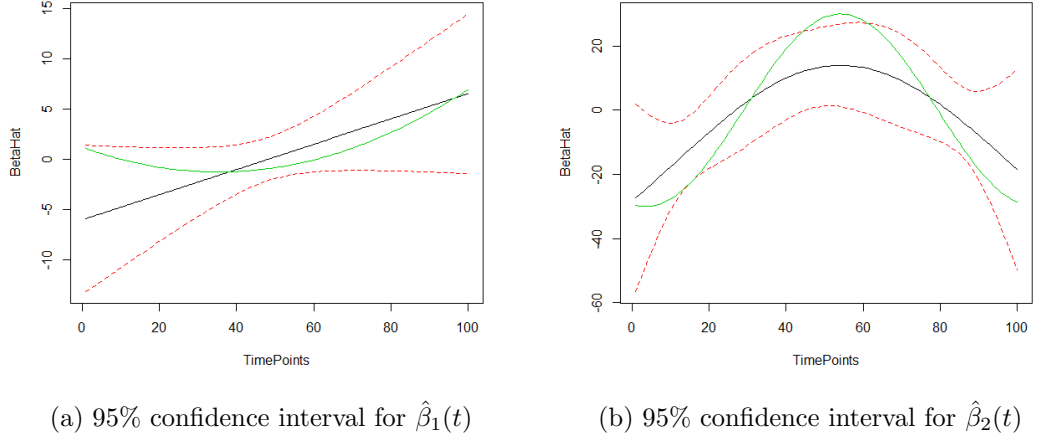 15
10
5
0
-5
-10
BetaHat
0 20 40 60 80 100
TimePoints
20
0
-20
-40
-60
BetaHat
0 20 40 60 80 100
TimePoints
(a) 95% confidence interval for β̂₁(t)
(b) 95% confidence interval for β̂₂(t)